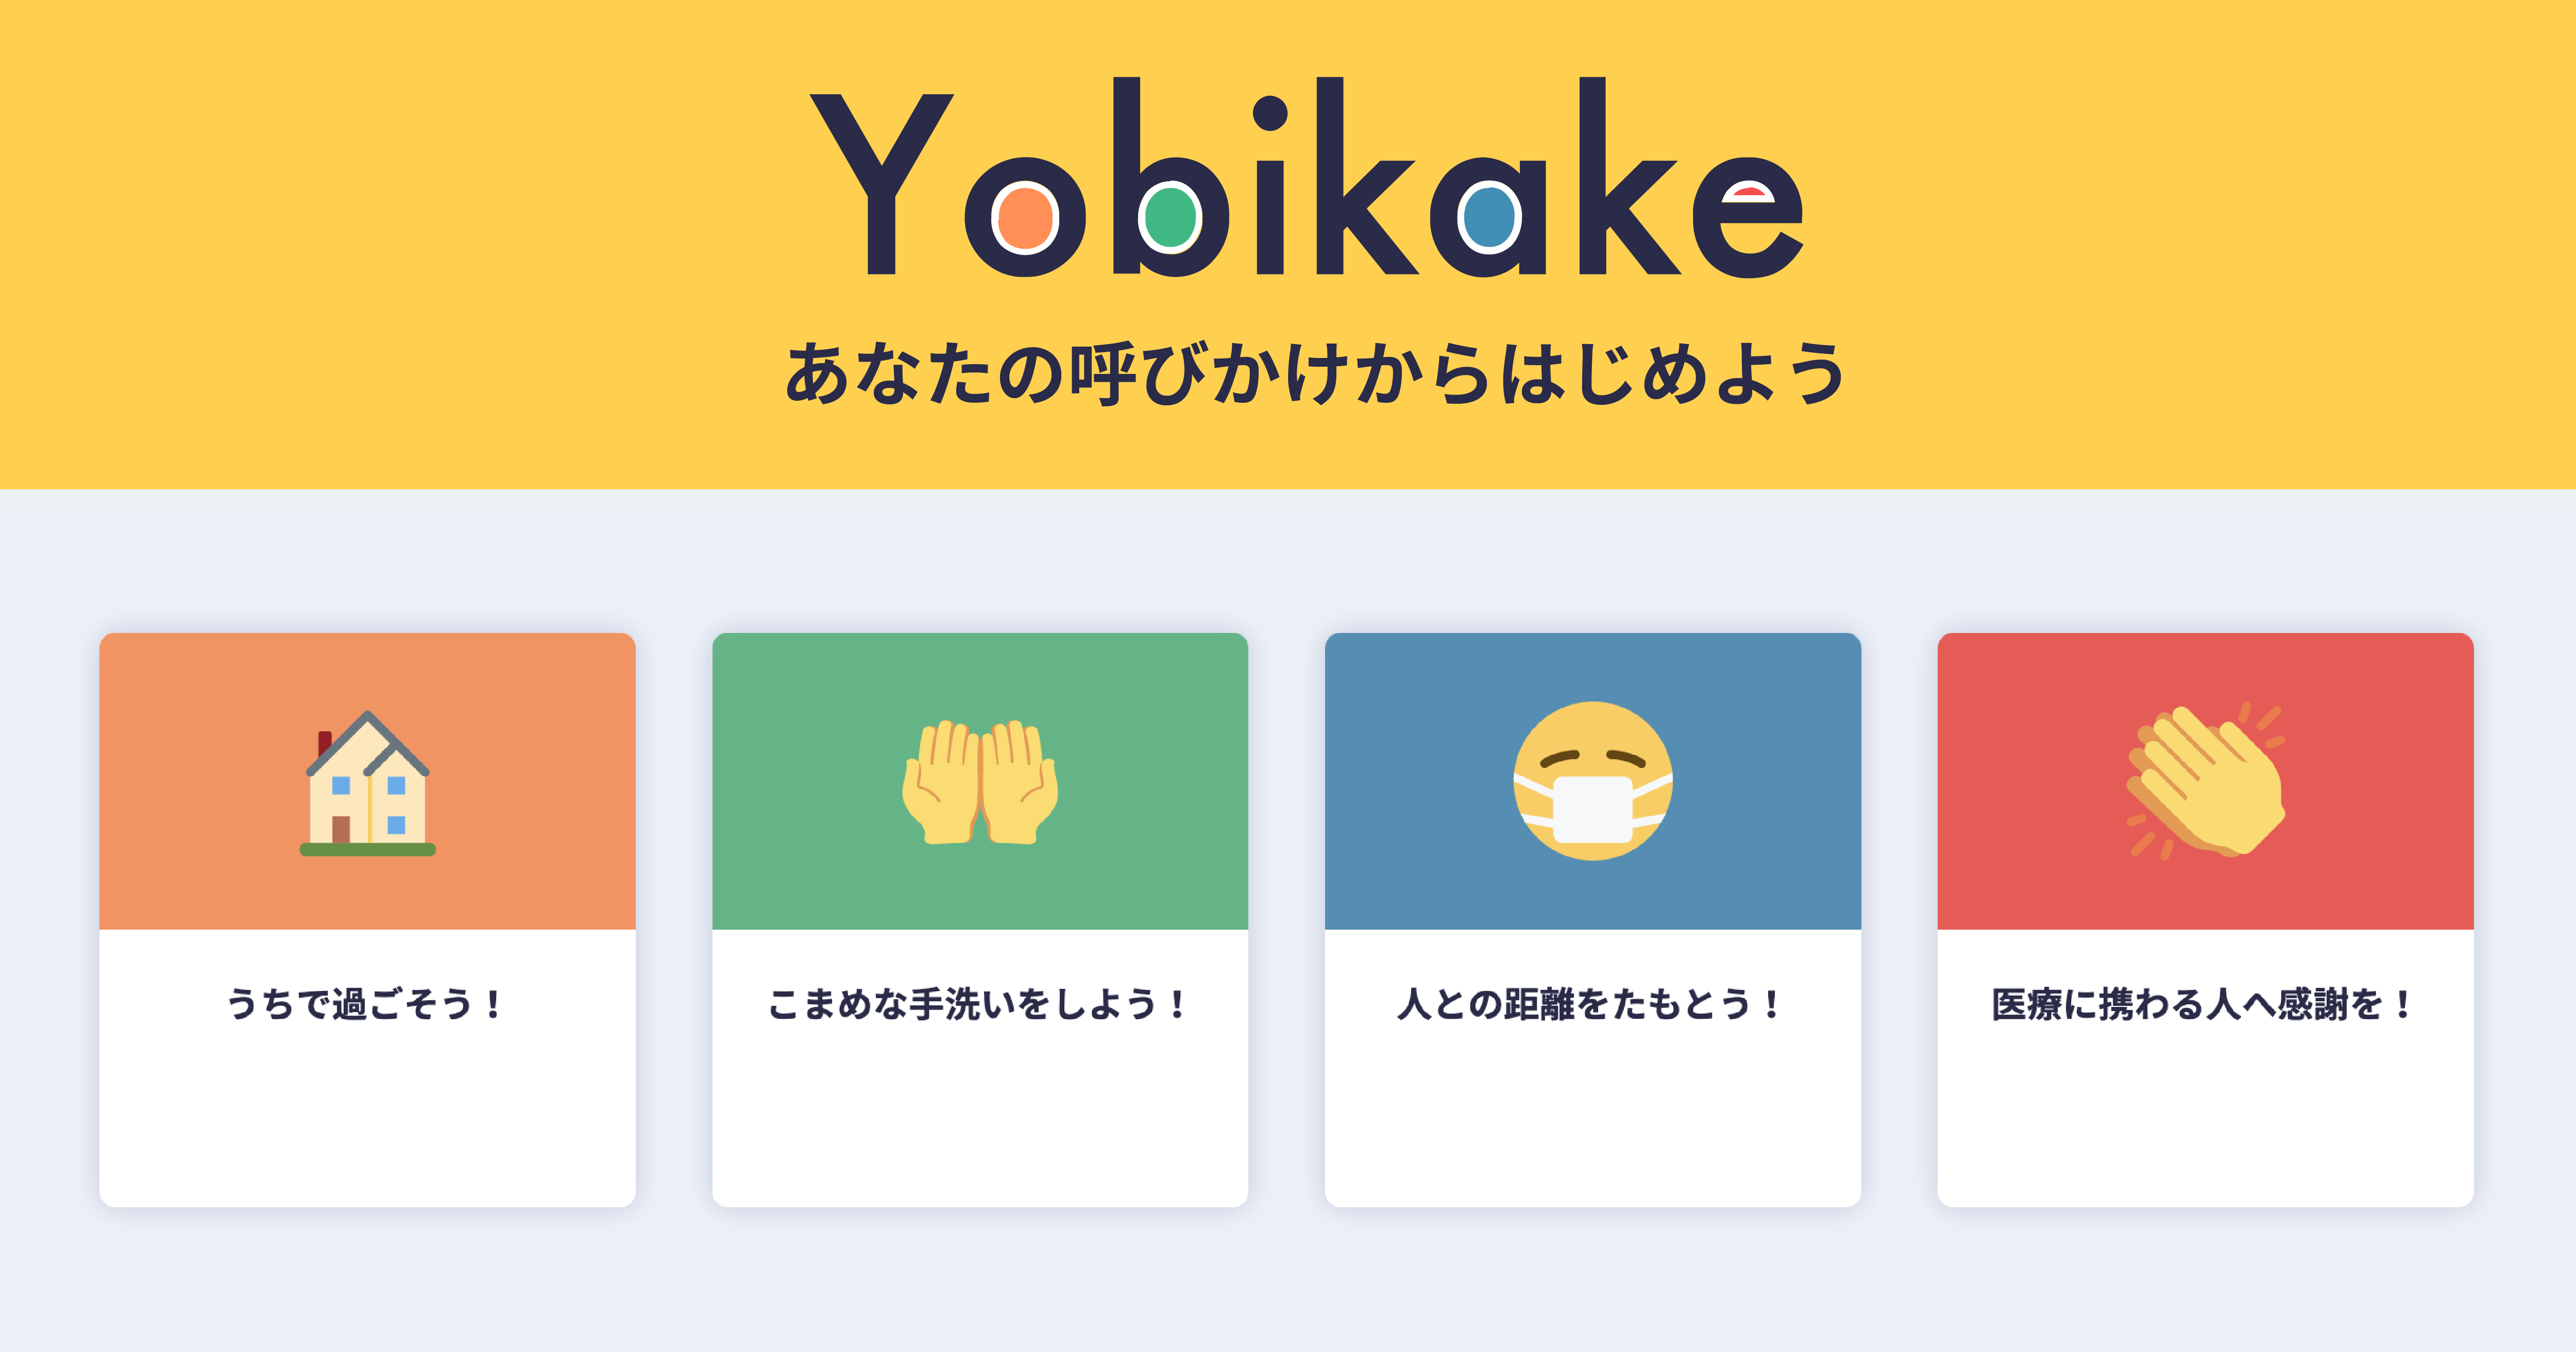 Yobikake
あなたの呼びかけからはじめよう
うちで過ごそう！
こまめな手洗いをしよう！
人との距離をたもとう！
医療に携わる人へ感謝を！